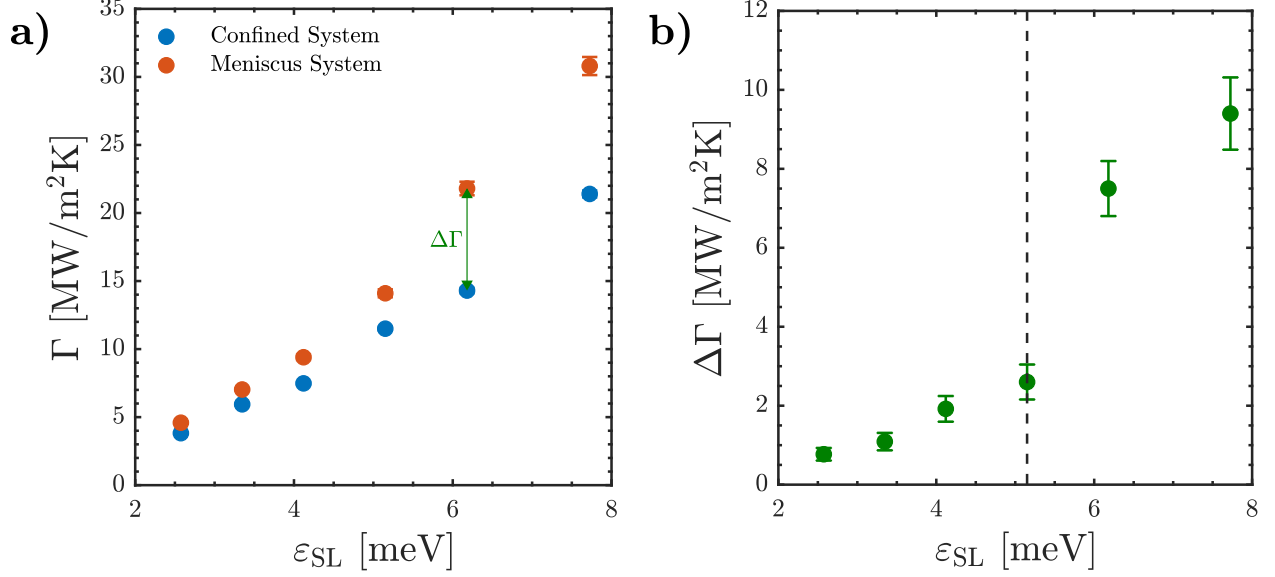 a)
Confined System
Meniscus System
ΔΓ
Γ [MW/m²K]
35
30
25
20
15
10
5
0
2
4
6
8
ε_SL [meV]
b)
ΔΓ [MW/m²K]
12
10
8
6
4
2
0
2
4
6
8
ε_SL [meV]